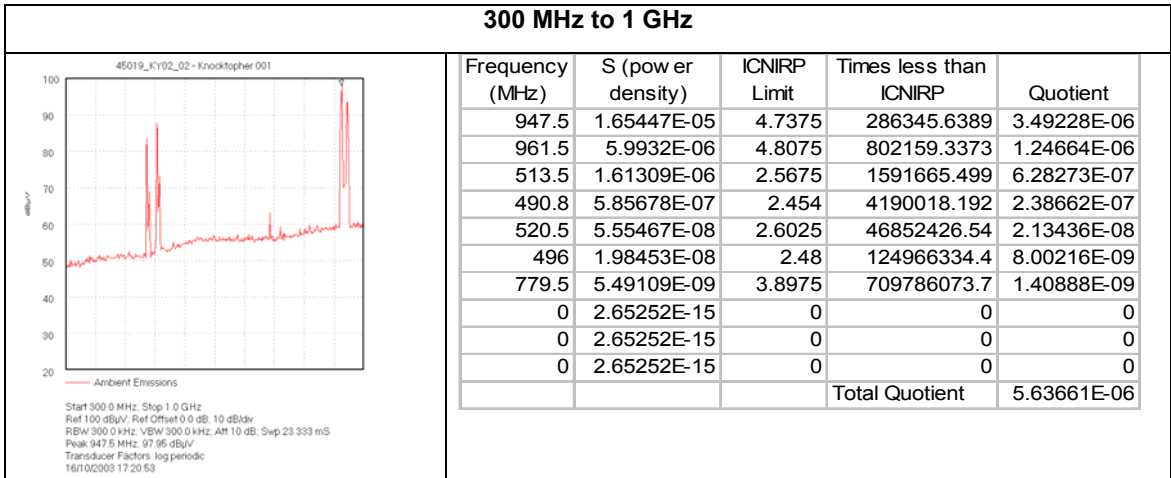 300 MHz to 1 GHz
45019_KY02_02 - Knocktopher 001
100
90
80
70
60
50
40
30
20
dBµV
Ambient Emissions
Start 300.0 MHz; Stop 1.0 GHz
Ref 100 dBµV; Ref Offset 0.0 dB; 10 dB/div
RBW 300.0 kHz; VBW 300.0 kHz; Att 10 dB; Swp 23.333 mS
Peak 947.5 MHz, 97.95 dBµV
Transducer Factors: log periodic
16/10/2003 17:20:53
Frequency (MHz) S (power density) ICNIRP Limit Times less than ICNIRP Quotient
947.5 1.65447E-05 4.7375 286345.6389 3.49228E-06
961.5 5.9932E-06 4.8075 802159.3373 1.24664E-06
513.5 1.61309E-06 2.5675 1591665.499 6.28273E-07
490.8 5.85678E-07 2.454 4190018.192 2.38662E-07
520.5 5.55467E-08 2.6025 46852426.54 2.13436E-08
496 1.98453E-08 2.48 124966334.4 8.00216E-09
779.5 5.49109E-09 3.8975 709786073.7 1.40888E-09
0 2.65252E-15 0 0 0
0 2.65252E-15 0 0 0
0 2.65252E-15 0 0 0
Total Quotient 5.63661E-06